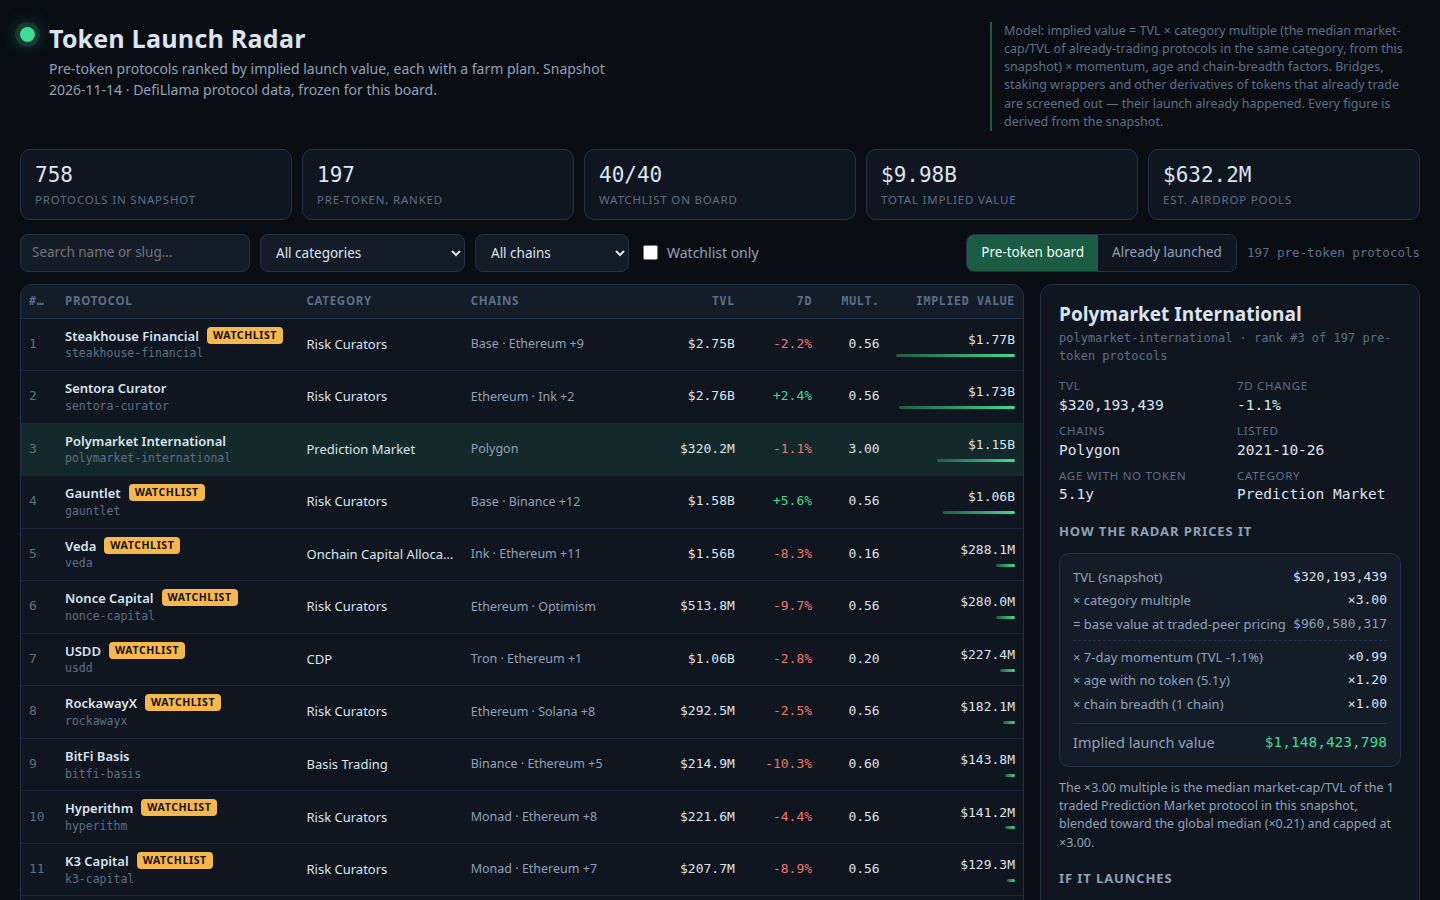 Token Launch Radar
Pre-token protocols ranked by implied launch value, each with a farm plan. Snapshot
2026-11-14 · DefiLlama protocol data, frozen for this board.
Model: implied value = TVL × category multiple (the median market-
cap/TVL of already-trading protocols in the same category, from this
snapshot) × momentum, age and chain-breadth factors. Bridges,
staking wrappers and other derivatives of tokens that already trade
are screened out — their launch already happened. Every figure is
derived from the snapshot.
758
PROTOCOLS IN SNAPSHOT
197
PRE-TOKEN, RANKED
40/40
WATCHLIST ON BOARD
$9.98B
TOTAL IMPLIED VALUE
$632.2M
EST. AIRDROP POOLS
Search name or slug... All categories All chains Watchlist only Pre-token board Already launched 197 pre-token protocols
#… PROTOCOL CATEGORY CHAINS TVL 7D MULT. IMPLIED VALUE
1 Steakhouse Financial WATCHLIST Risk Curators Base · Ethereum +9 $2.75B -2.2% 0.56 $1.77B
steakhouse-financial
2 Sentora Curator Risk Curators Ethereum · Ink +2 $2.76B +2.4% 0.56 $1.73B
sentora-curator
3 Polymarket International Prediction Market Polygon $320.2M -1.1% 3.00 $1.15B
polymarket-international
4 Gauntlet WATCHLIST Risk Curators Base · Binance +12 $1.58B +5.6% 0.56 $1.06B
gauntlet
5 Veda WATCHLIST Onchain Capital Alloca... Ink · Ethereum +11 $1.56B -8.3% 0.16 $288.1M
veda
6 Nonce Capital WATCHLIST Risk Curators Ethereum · Optimism $513.8M -9.7% 0.56 $280.0M
nonce-capital
7 USDD WATCHLIST CDP Tron · Ethereum +1 $1.06B -2.8% 0.20 $227.4M
usdd
8 RockawayX WATCHLIST Risk Curators Ethereum · Solana +8 $292.5M -2.5% 0.56 $182.1M
rockawayx
9 BitFi Basis Basis Trading Binance · Ethereum +5 $214.9M -10.3% 0.60 $143.8M
bitfi-basis
10 Hyperithm WATCHLIST Risk Curators Monad · Ethereum +8 $221.6M -4.4% 0.56 $141.2M
hyperithm
11 K3 Capital WATCHLIST Risk Curators Monad · Ethereum +7 $207.7M -8.9% 0.56 $129.3M
k3-capital
Polymarket International
polymarket-international · rank #3 of 197 pre-
token protocols
TVL 7D CHANGE
$320,193,439 -1.1%
CHAINS LISTED
Polygon 2021-10-26
AGE WITH NO TOKEN CATEGORY
5.1y Prediction Market
HOW THE RADAR PRICES IT
TVL (snapshot) $320,193,439
× category multiple ×3.00
= base value at traded-peer pricing $960,580,317
× 7-day momentum (TVL -1.1%) ×0.99
× age with no token (5.1y) ×1.20
× chain breadth (1 chain) ×1.00
Implied launch value $1,148,423,798
The ×3.00 multiple is the median market-cap/TVL of the 1
traded Prediction Market protocol in this snapshot,
blended toward the global median (×0.21) and capped at
×3.00.
IF IT LAUNCHES